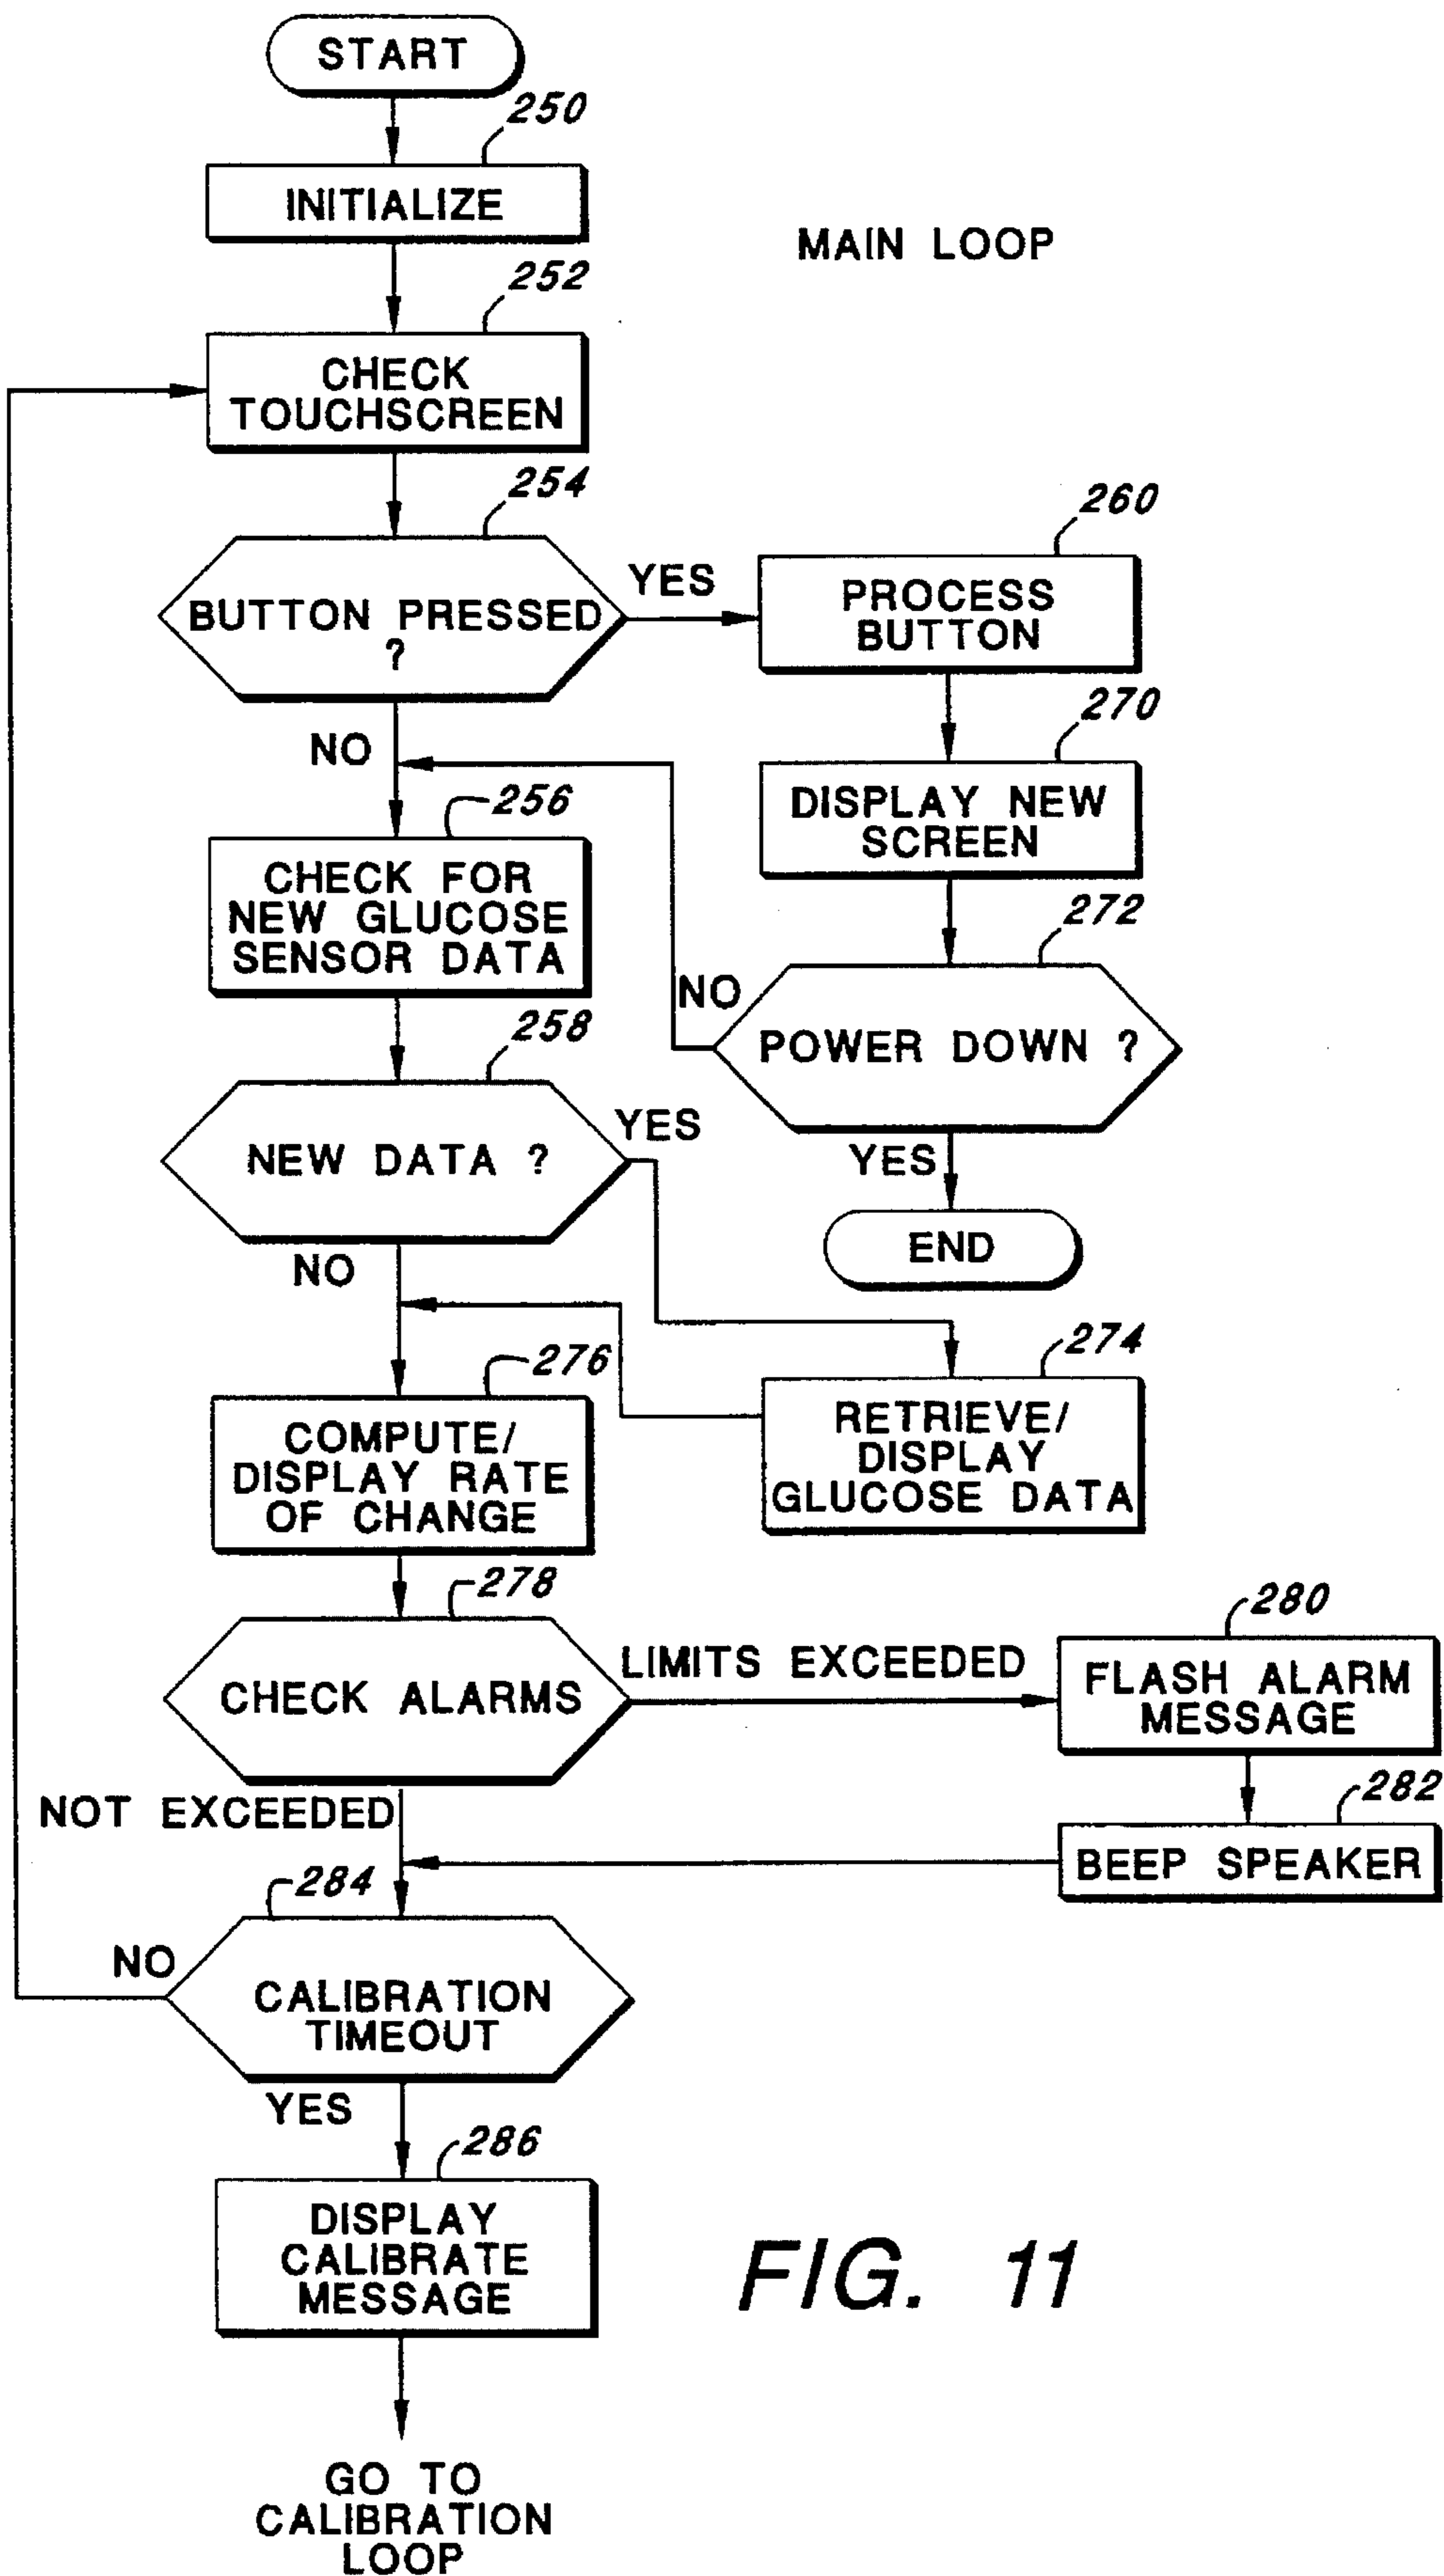 START
250
INITIALIZE
MAIN LOOP
252
CHECK
TOUCHSCREEN
254
BUTTON PRESSED
?
YES
260
PROCESS
BUTTON
270
DISPLAY NEW
SCREEN
NO
256
CHECK FOR
NEW GLUCOSE
SENSOR DATA
272
NO
POWER DOWN ?
YES
END
258
NEW DATA ?
YES
NO
274
RETRIEVE/
DISPLAY
GLUCOSE DATA
276
COMPUTE/
DISPLAY RATE
OF CHANGE
278
CHECK ALARMS
LIMITS EXCEEDED
280
FLASH ALARM
MESSAGE
282
BEEP SPEAKER
NOT EXCEEDED
284
NO
CALIBRATION
TIMEOUT
YES
286
DISPLAY
CALIBRATE
MESSAGE
FIG. 11
GO TO
CALIBRATION
LOOP